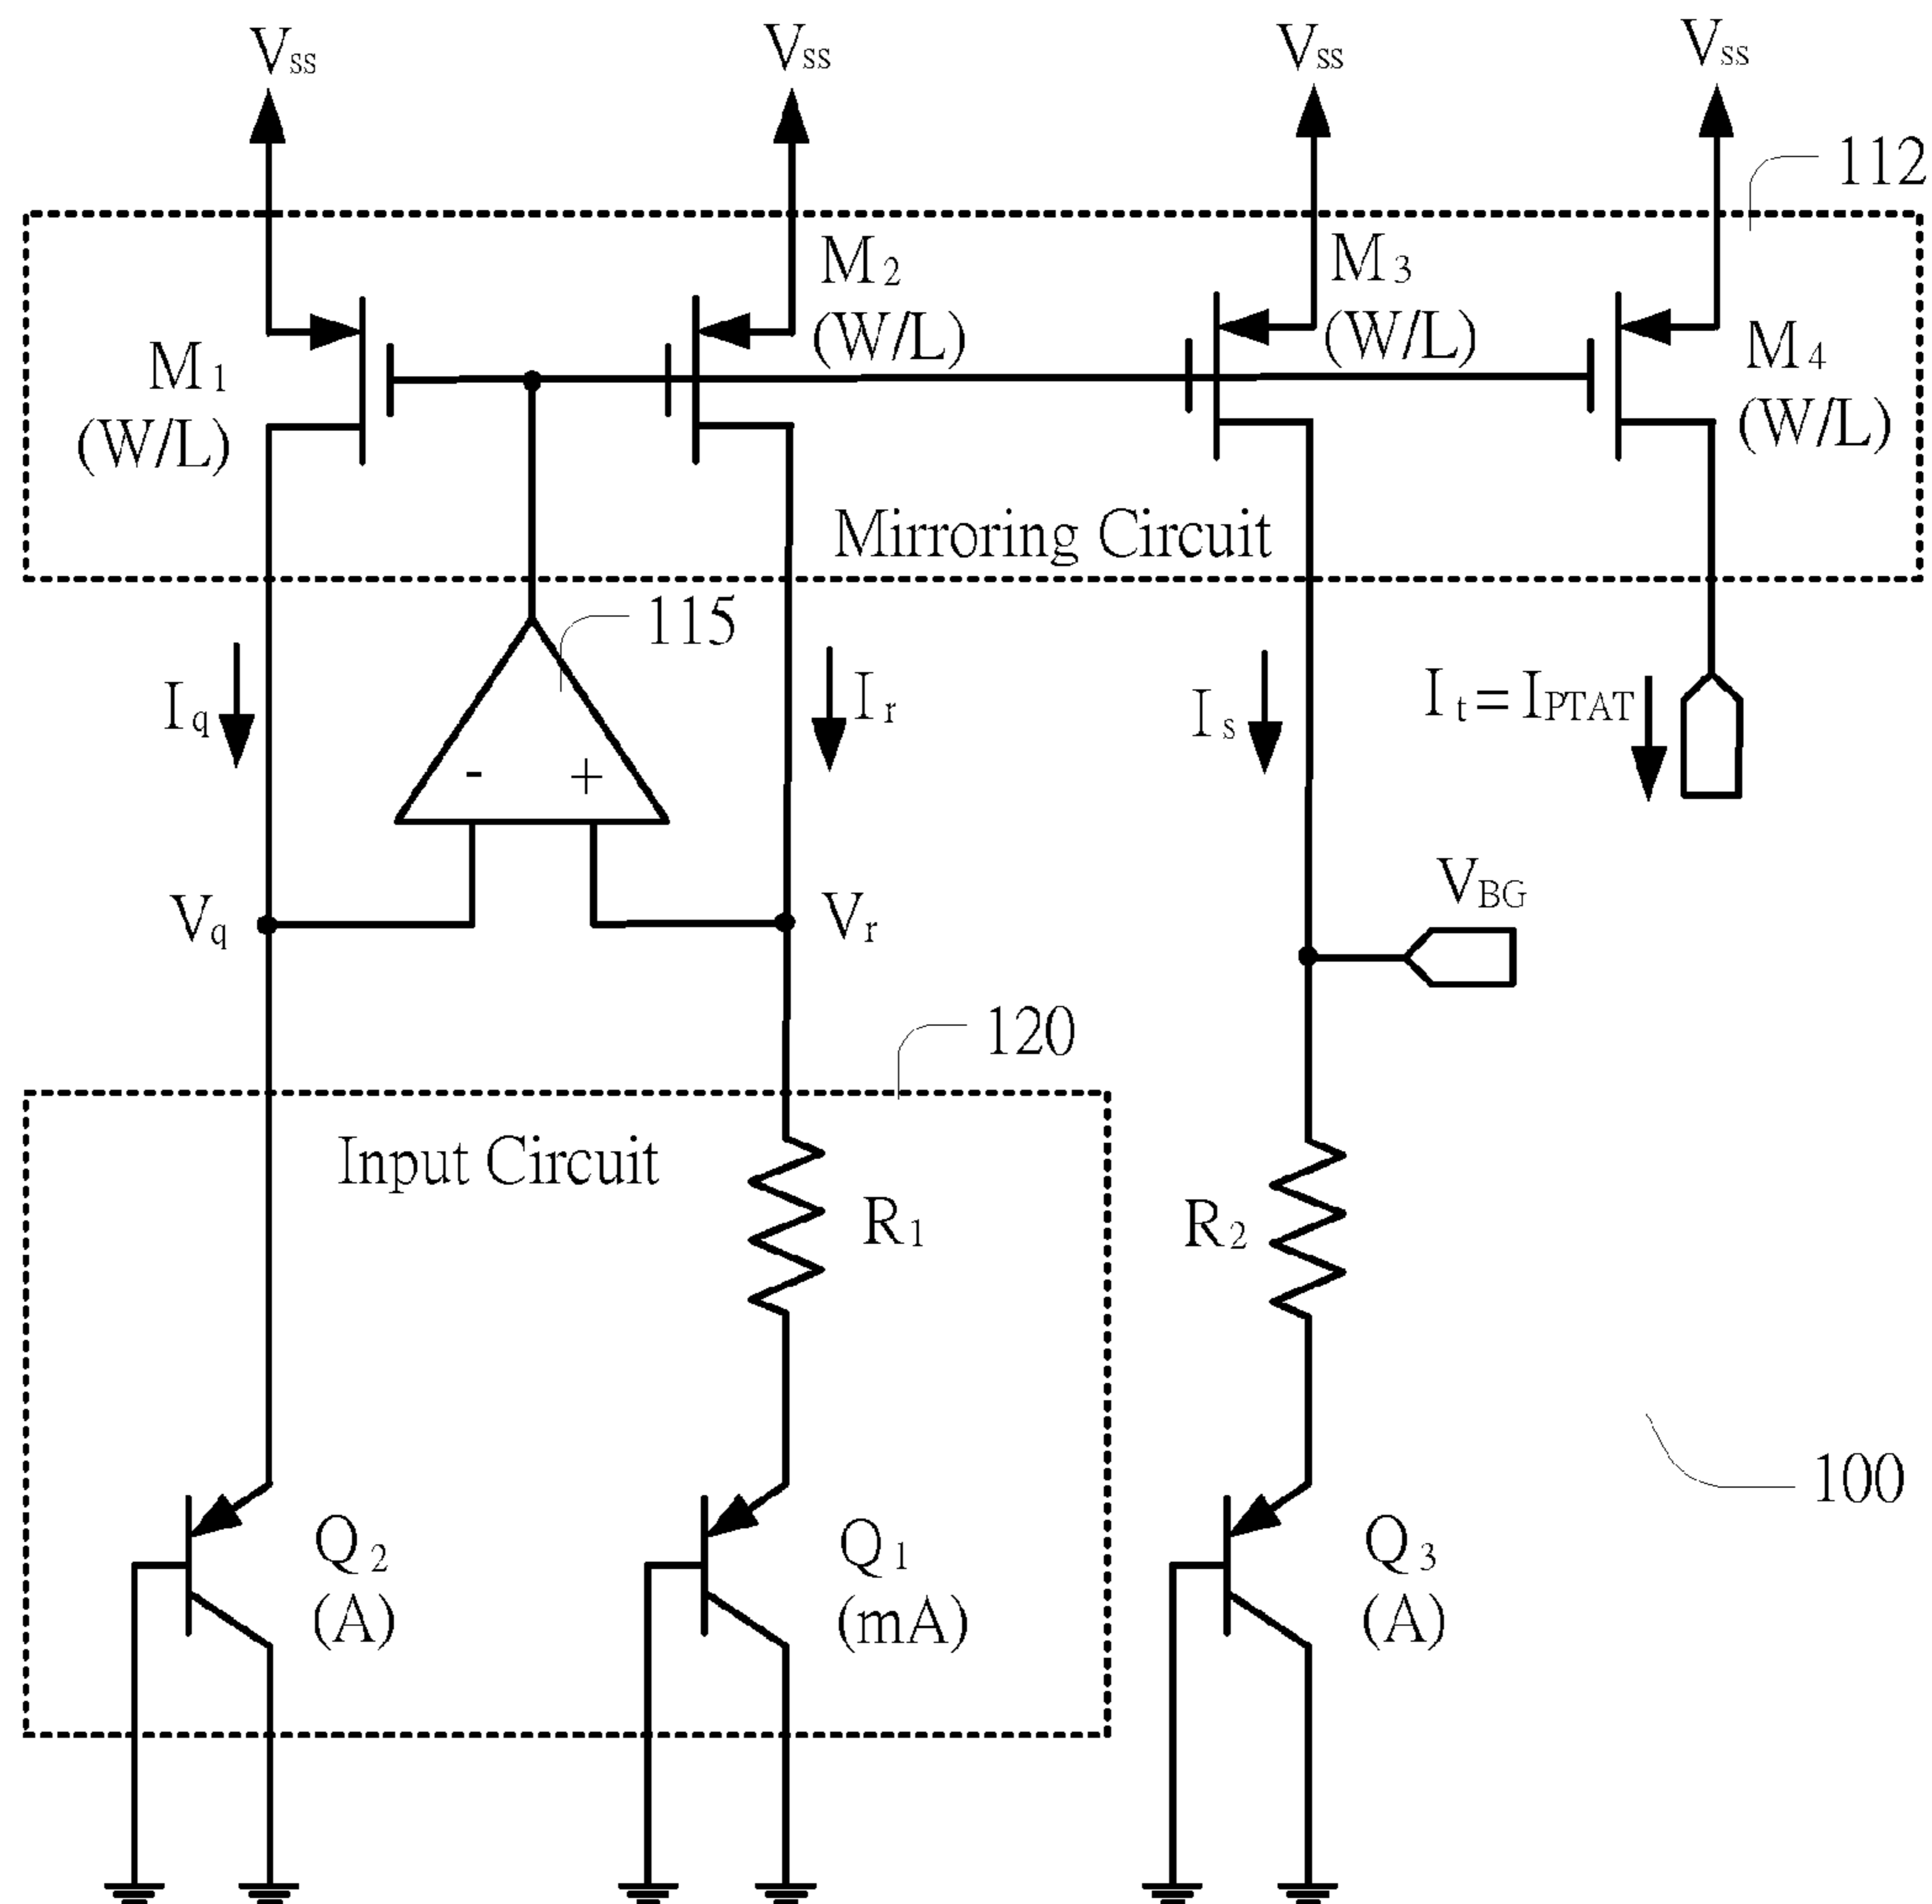 Vss Vss Vss Vss
112
M1
(W/L)
M2
(W/L)
M3
(W/L)
M4
(W/L)
Mirroring Circuit
115
Iq
Ir
Is
It = IPTAT
- +
Vq
Vr
VBG
120
Input Circuit
R1
R2
Q2
(A)
Q1
(mA)
Q3
(A)
100